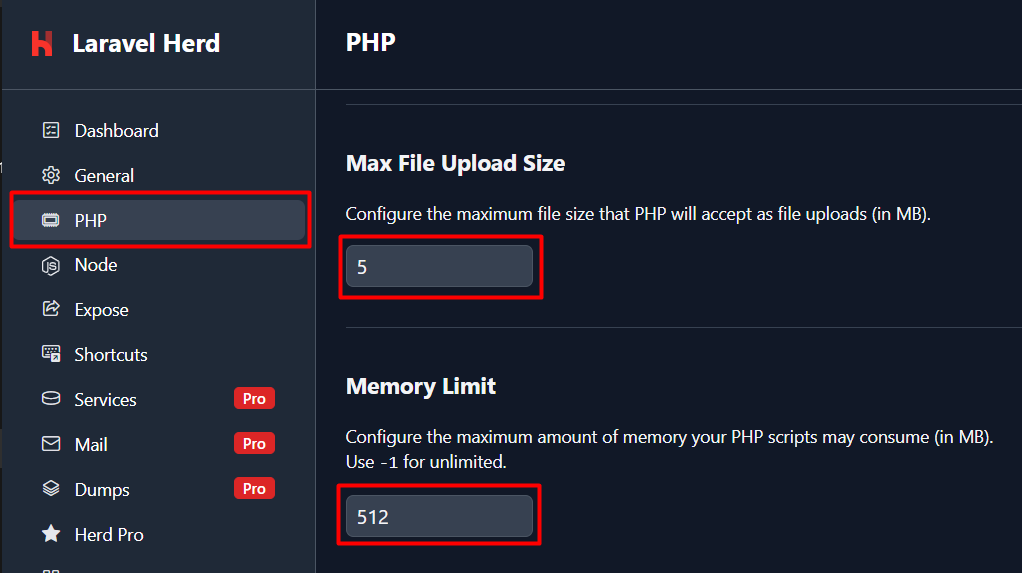 Laravel Herd
Dashboard
General
PHP
Node
Expose
Shortcuts
Services Pro
Mail Pro
Dumps Pro
Herd Pro
PHP
Max File Upload Size
Configure the maximum file size that PHP will accept as file uploads (in MB).
5
Memory Limit
Configure the maximum amount of memory your PHP scripts may consume (in MB).
Use -1 for unlimited.
512